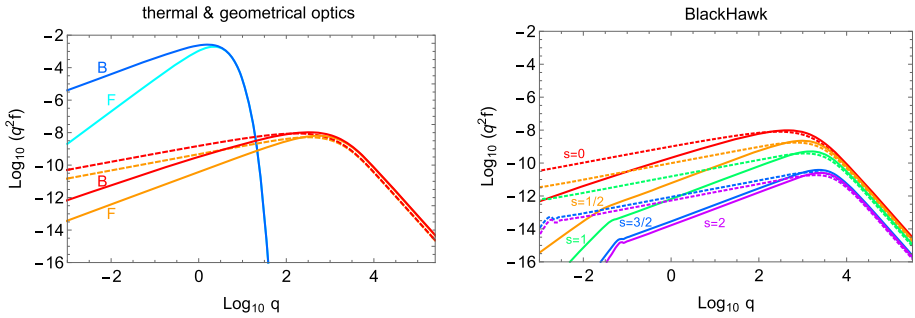 thermal & geometrical optics
Log₁₀ (q²f)
-2
-4
-6
-8
-10
-12
-14
-16
B
F
B
F
-2
0
2
4
Log₁₀ q
BlackHawk
Log₁₀ (q²f)
-2
-4
-6
-8
-10
-12
-14
-16
s=0
s=1/2
s=1
s=3/2
s=2
-2
0
2
4
Log₁₀ q